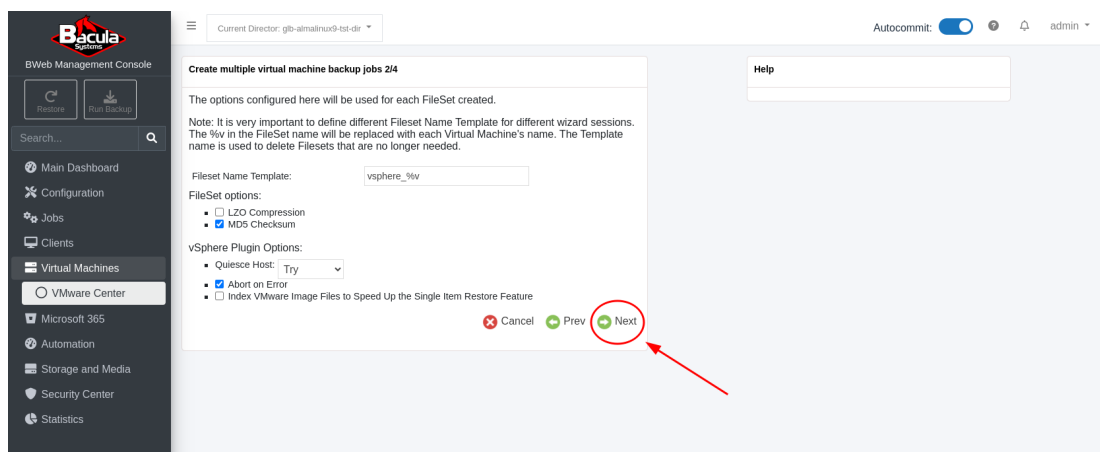 Bacula
Systems
BWeb Management Console
Restore
Run Backup
Search...
Main Dashboard
Configuration
Jobs
Clients
Virtual Machines
VMware Center
Microsoft 365
Automation
Storage and Media
Security Center
Statistics
Current Director: glb-almalinux9-tst-dir
Autocommit:
admin
Create multiple virtual machine backup jobs 2/4
The options configured here will be used for each FileSet created.
Note: It is very important to define different Fileset Name Template for different wizard sessions.
The %v in the FileSet name will be replaced with each Virtual Machine's name. The Template
name is used to delete Filesets that are no longer needed.
Fileset Name Template: vsphere_%v
FileSet options:
LZO Compression
MD5 Checksum
vSphere Plugin Options:
Quiesce Host: Try
Abort on Error
Index VMware Image Files to Speed Up the Single Item Restore Feature
Cancel Prev Next
Help